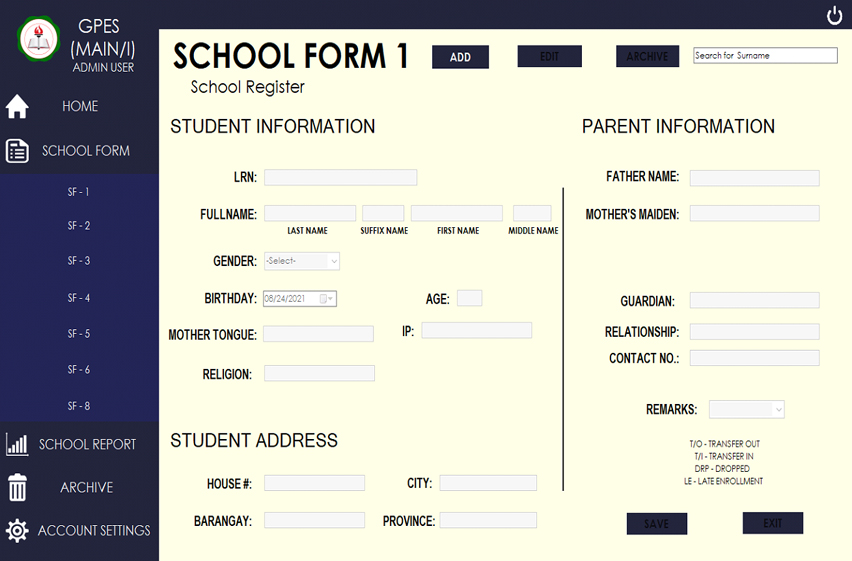 GPES
(MAIN/I)
ADMIN USER
HOME
SCHOOL FORM
SF - 1
SF - 2
SF - 3
SF - 4
SF - 5
SF - 6
SF - 8
SCHOOL REPORT
ARCHIVE
ACCOUNT SETTINGS
SCHOOL FORM 1
ADD
EDIT
ARCHIVE
Search for Surname
School Register
STUDENT INFORMATION
LRN:
FULLNAME:
LAST NAME SUFFIX NAME FIRST NAME MIDDLE NAME
GENDER: -Select-
BIRTHDAY: 08/24/2021 AGE:
MOTHER TONGUE: IP:
RELIGION:
STUDENT ADDRESS
HOUSE #: CITY:
BARANGAY: PROVINCE:
PARENT INFORMATION
FATHER NAME:
MOTHER'S MAIDEN:
GUARDIAN:
RELATIONSHIP:
CONTACT NO.:
REMARKS:
T/O - TRANSFER OUT
T/I - TRANSFER IN
DRP - DROPPED
LE - LATE ENROLLMENT
SAVE EXIT